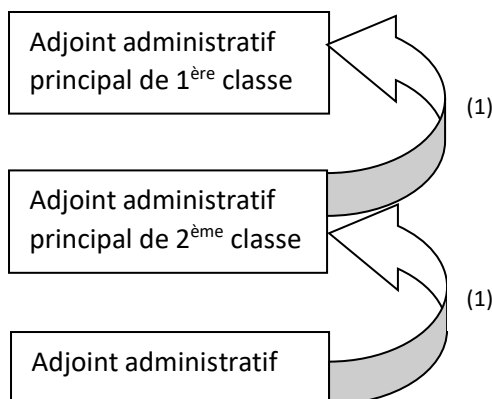 Adjoint administratif
principal de 1ère classe
(1)
Adjoint administratif
principal de 2ème classe
(1)
Adjoint administratif